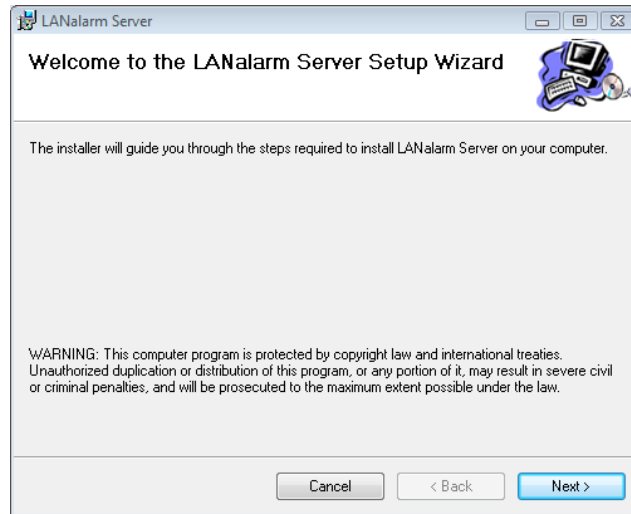 LANalarm Server
Welcome to the LANalarm Server Setup Wizard
The installer will guide you through the steps required to install LANalarm Server on your computer.
WARNING: This computer program is protected by copyright law and international treaties.
Unauthorized duplication or distribution of this program, or any portion of it, may result in severe civil
or criminal penalties, and will be prosecuted to the maximum extent possible under the law.
Cancel
< Back
Next >